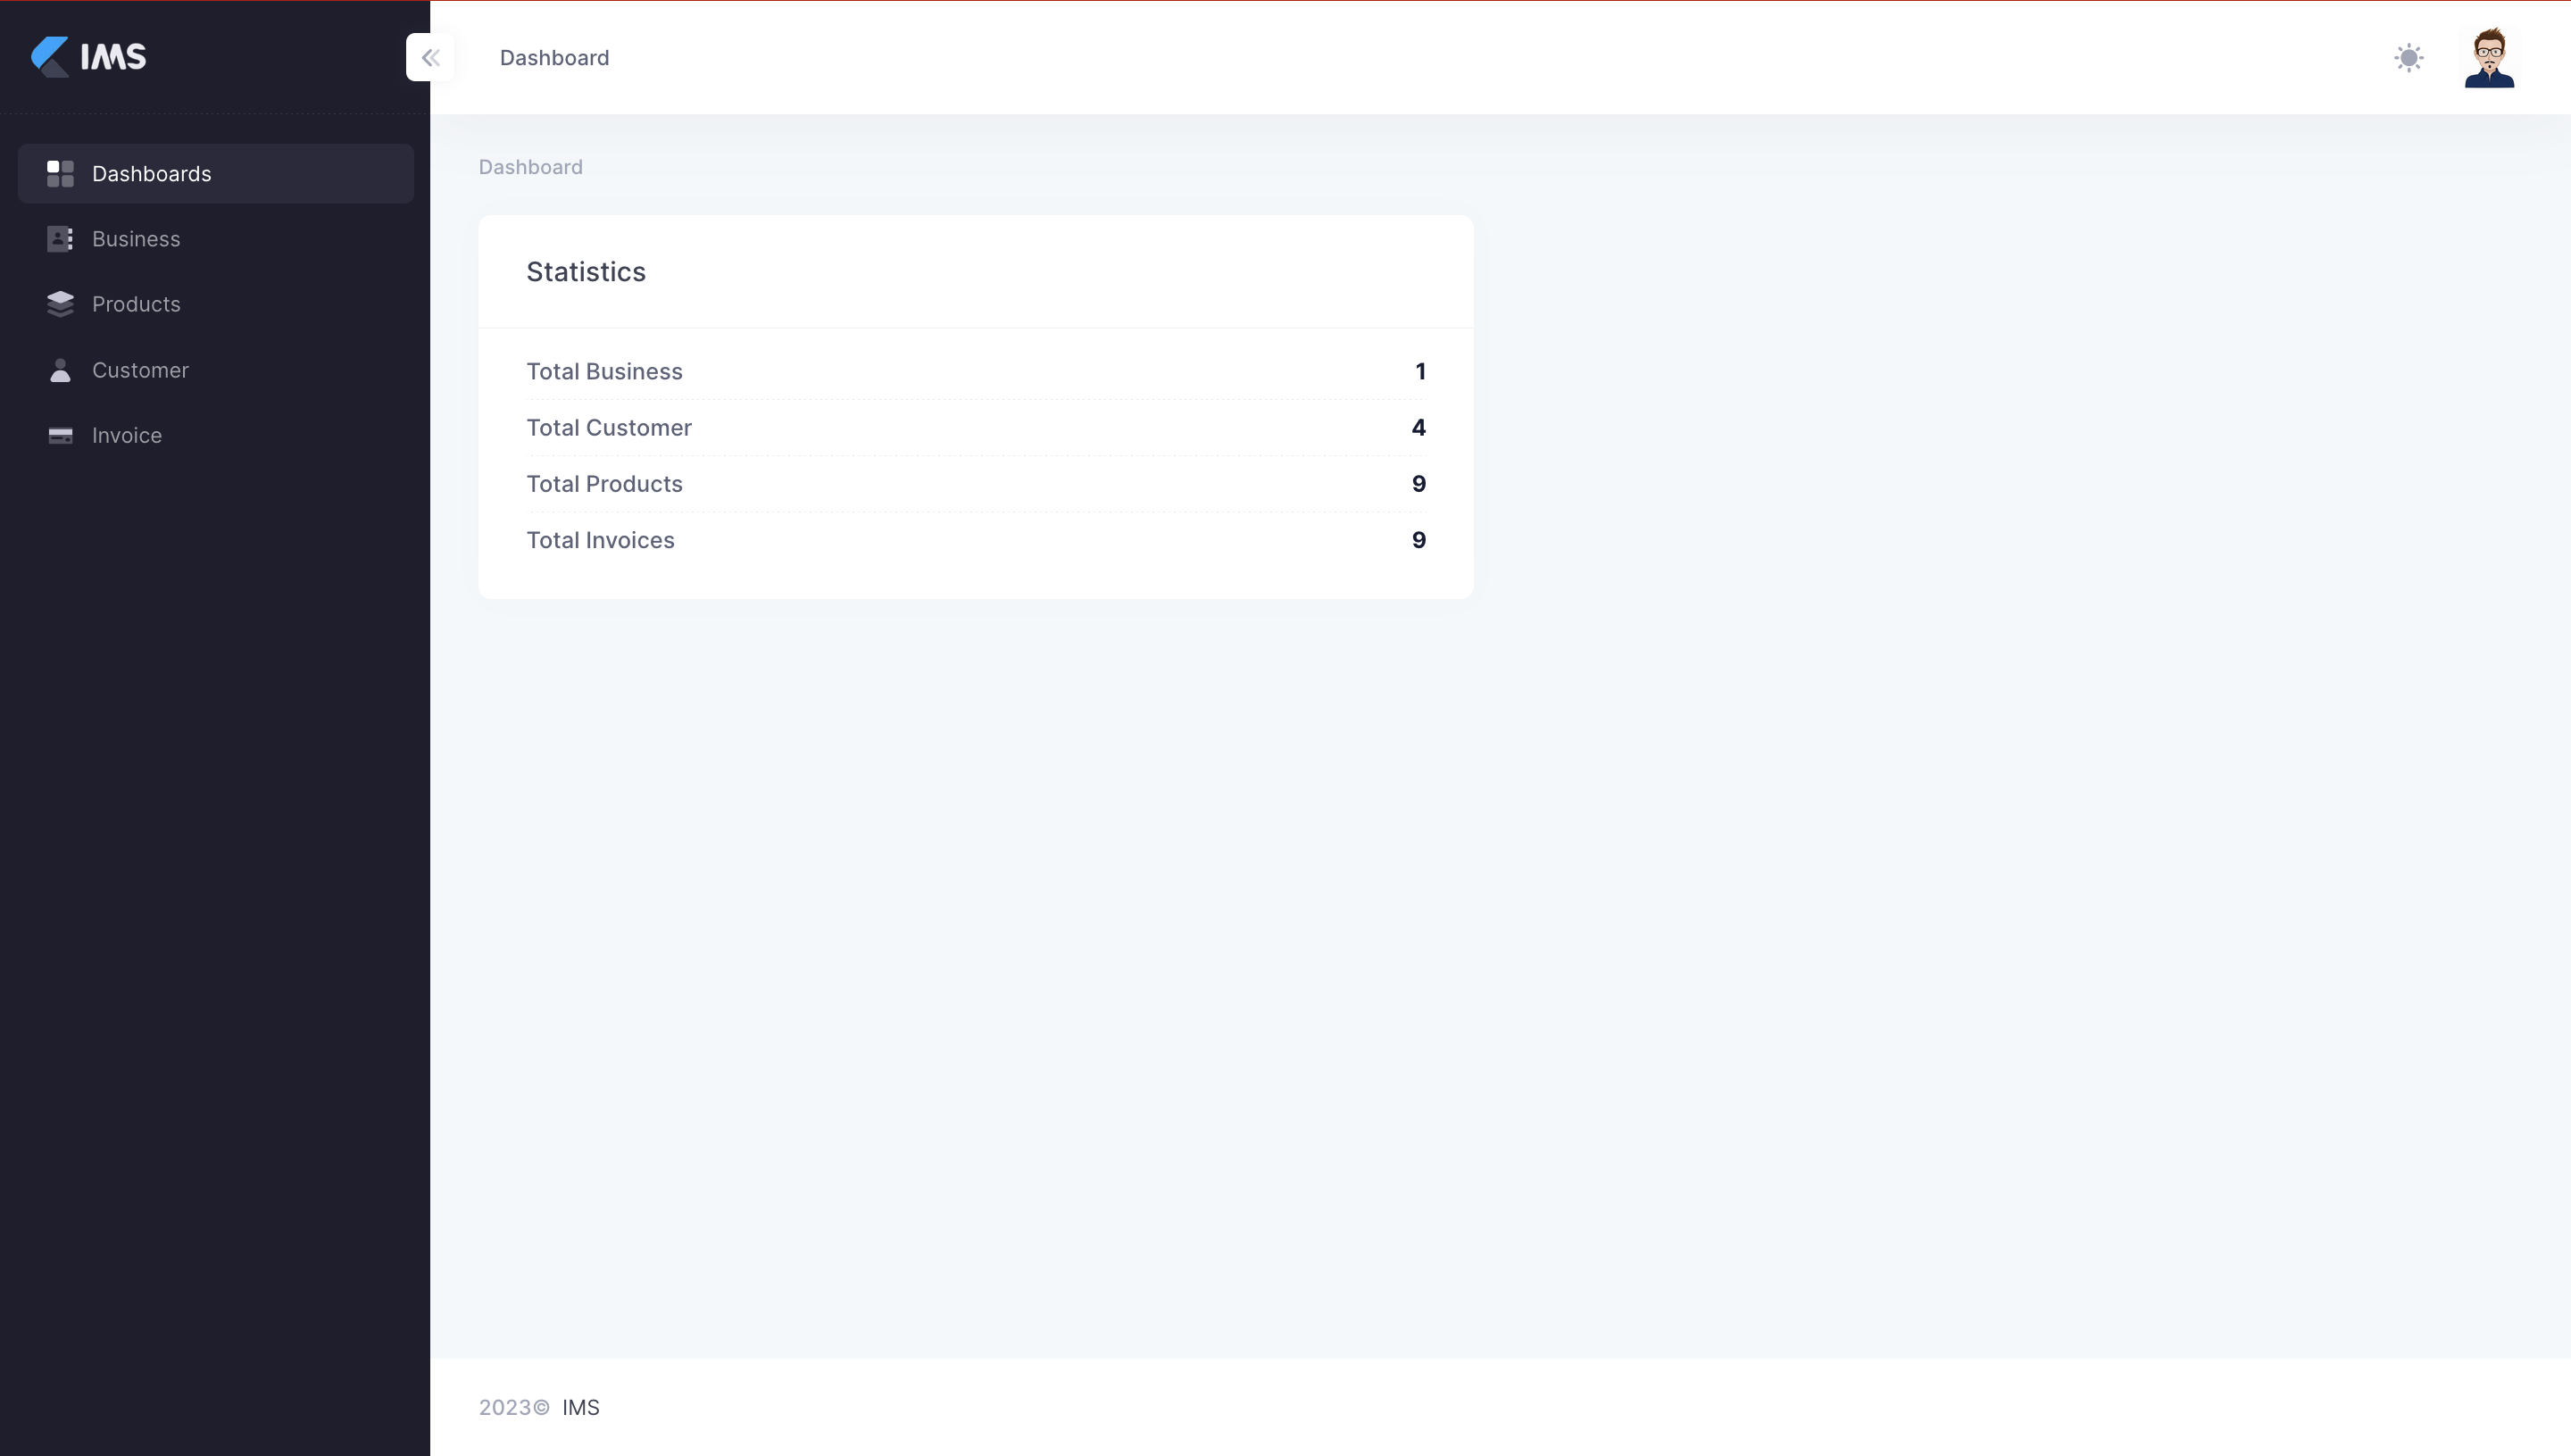 IMS
Dashboard
Dashboards
Business
Products
Customer
Invoice
Dashboard
Statistics
Total Business 1
Total Customer 4
Total Products 9
Total Invoices 9
2023© IMS